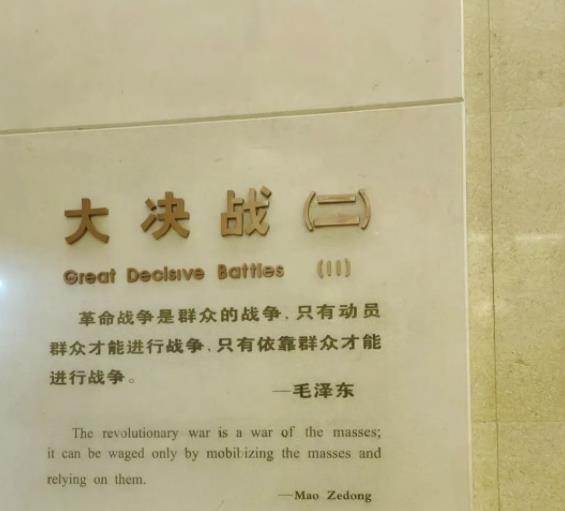 大决战(二)
Great Decisive Battles (II)
革命战争是群众的战争,只有动员
群众才能进行战争,只有依靠群众才能
进行战争。
—毛泽东
The revolutionary war is a war of the masses;
it can be waged only by mobilizing the masses and
relying on them.
—Mao Zedong